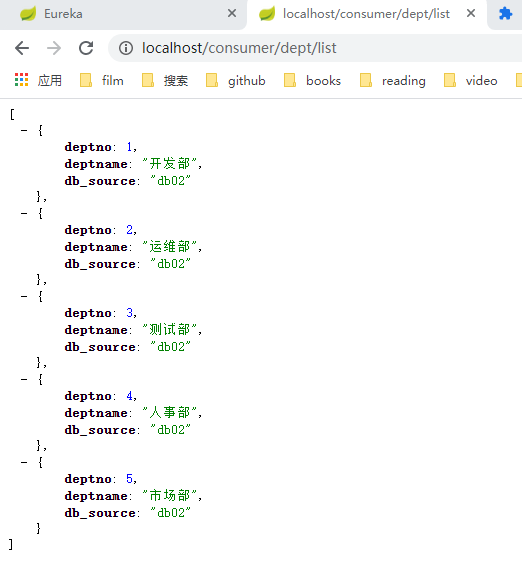 Eureka
localhost/consumer/dept/list
localhost/consumer/dept/list
应用 film 搜索 github books reading video
[
- {
deptno: 1,
deptname: "开发部",
db_source: "db02"
},
- {
deptno: 2,
deptname: "运维部",
db_source: "db02"
},
- {
deptno: 3,
deptname: "测试部",
db_source: "db02"
},
- {
deptno: 4,
deptname: "人事部",
db_source: "db02"
},
- {
deptno: 5,
deptname: "市场部",
db_source: "db02"
}
]